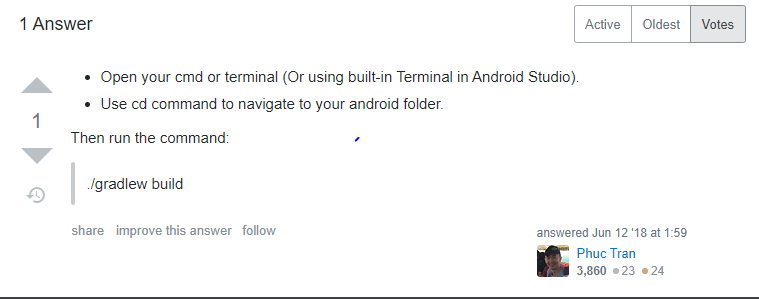 1 Answer
Active Oldest Votes
Open your cmd or terminal (Or using built-in Terminal in Android Studio).
Use cd command to navigate to your android folder.
1
Then run the command:
./gradlew build
share improve this answer follow
answered Jun 12 '18 at 1:59
Phuc Tran
3,860 23 24